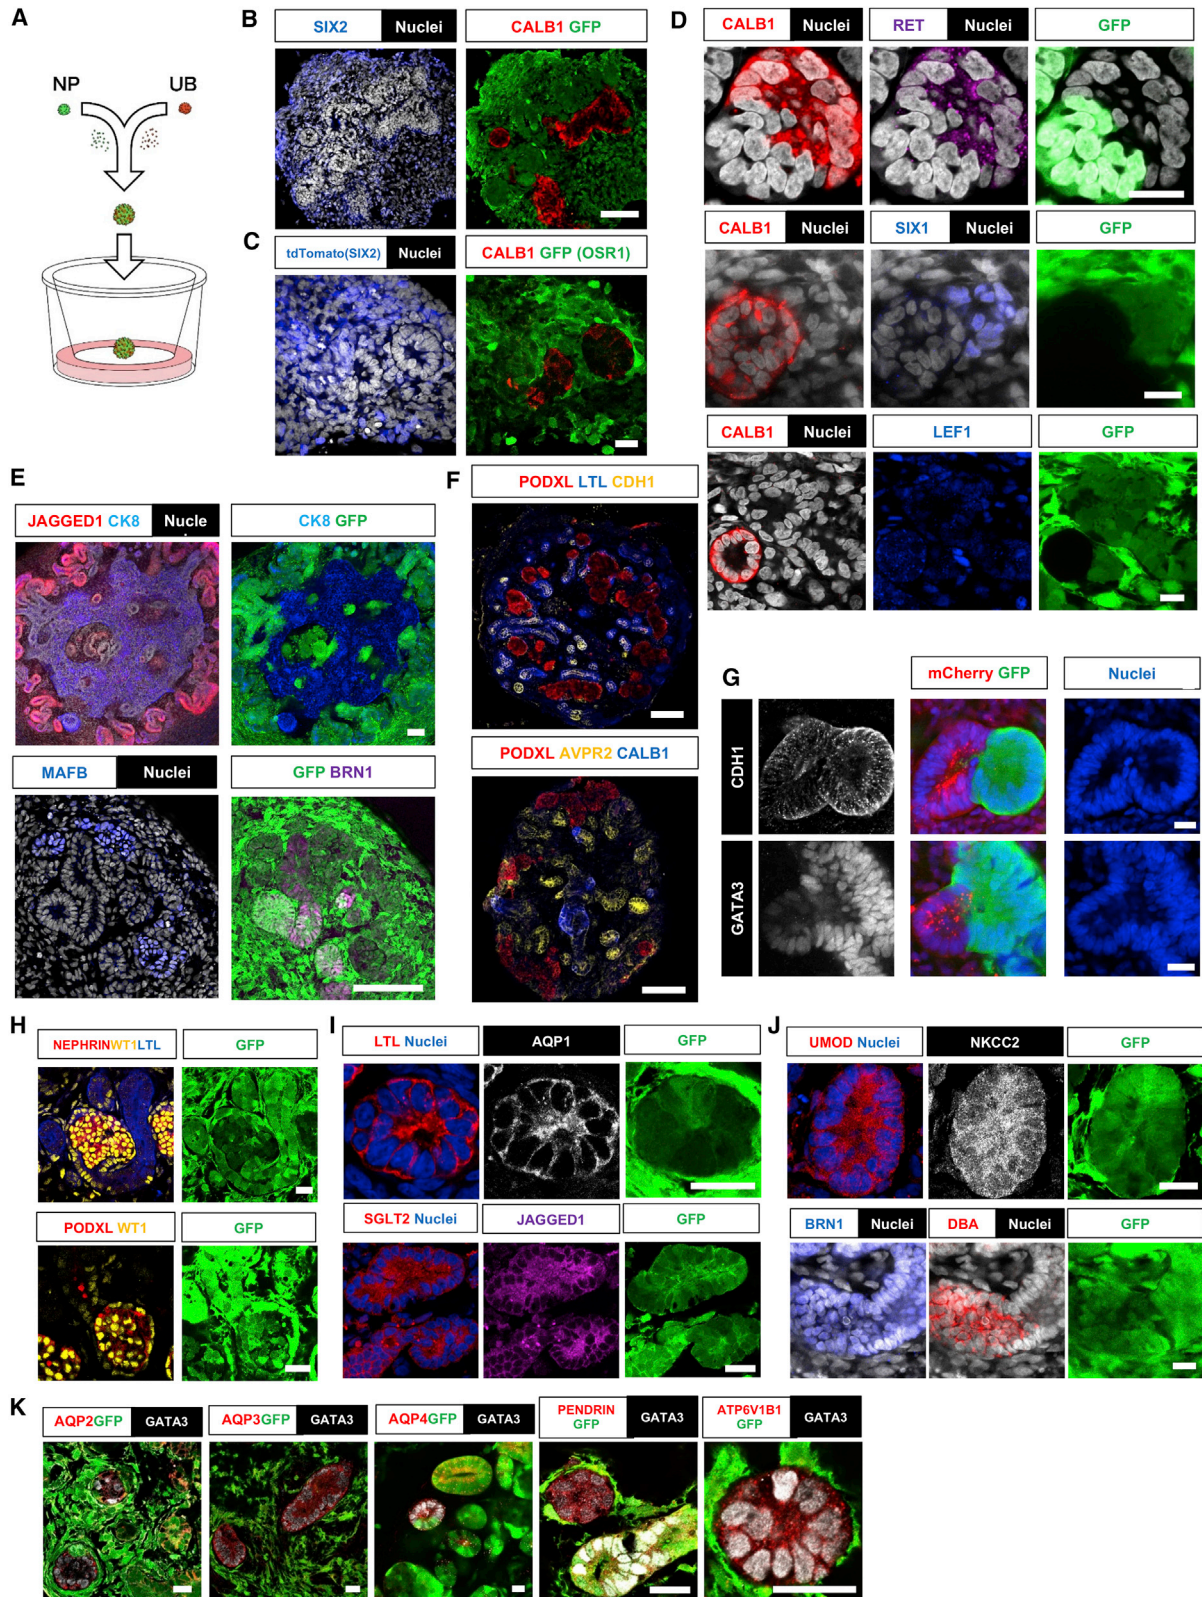 A
NP
UB
B
SIX2 Nuclei
CALB1 GFP
C
tdTomato(SIX2) Nuclei
CALB1 GFP (OSR1)
D
CALB1 Nuclei
RET Nuclei
GFP
CALB1 Nuclei
SIX1 Nuclei
GFP
CALB1 Nuclei
LEF1
GFP
E
JAGGED1 CK8 Nucle
CK8 GFP
MAFB Nuclei
GFP BRN1
F
PODXL LTL CDH1
PODXL AVPR2 CALB1
G
mCherry GFP
Nuclei
CDH1
GATA3
H
NEPHRINWT1LTL
GFP
PODXL WT1
GFP
I
LTL Nuclei
AQP1
GFP
SGLT2 Nuclei
JAGGED1
GFP
J
UMOD Nuclei
NKCC2
GFP
BRN1 Nuclei
DBA Nuclei
GFP
K
AQP2GFP GATA3
AQP3GFP GATA3
AQP4GFP GATA3
PENDRIN
GFP
GATA3
ATP6V1B1
GFP
GATA3